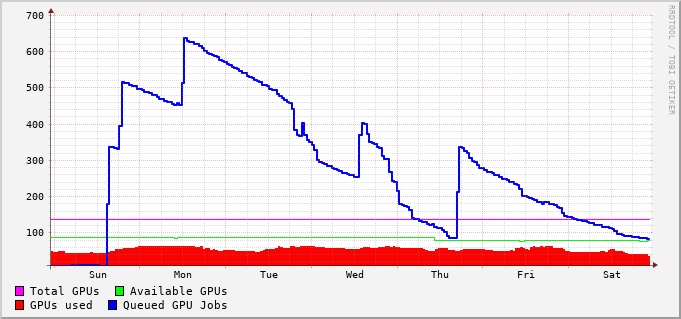 700
600
500
400
300
200
100
Sun Mon Tue Wed Thu Fri Sat
Total GPUs Available GPUs
GPUs used Queued GPU Jobs
RRDTOOL / TOBI OETIKER